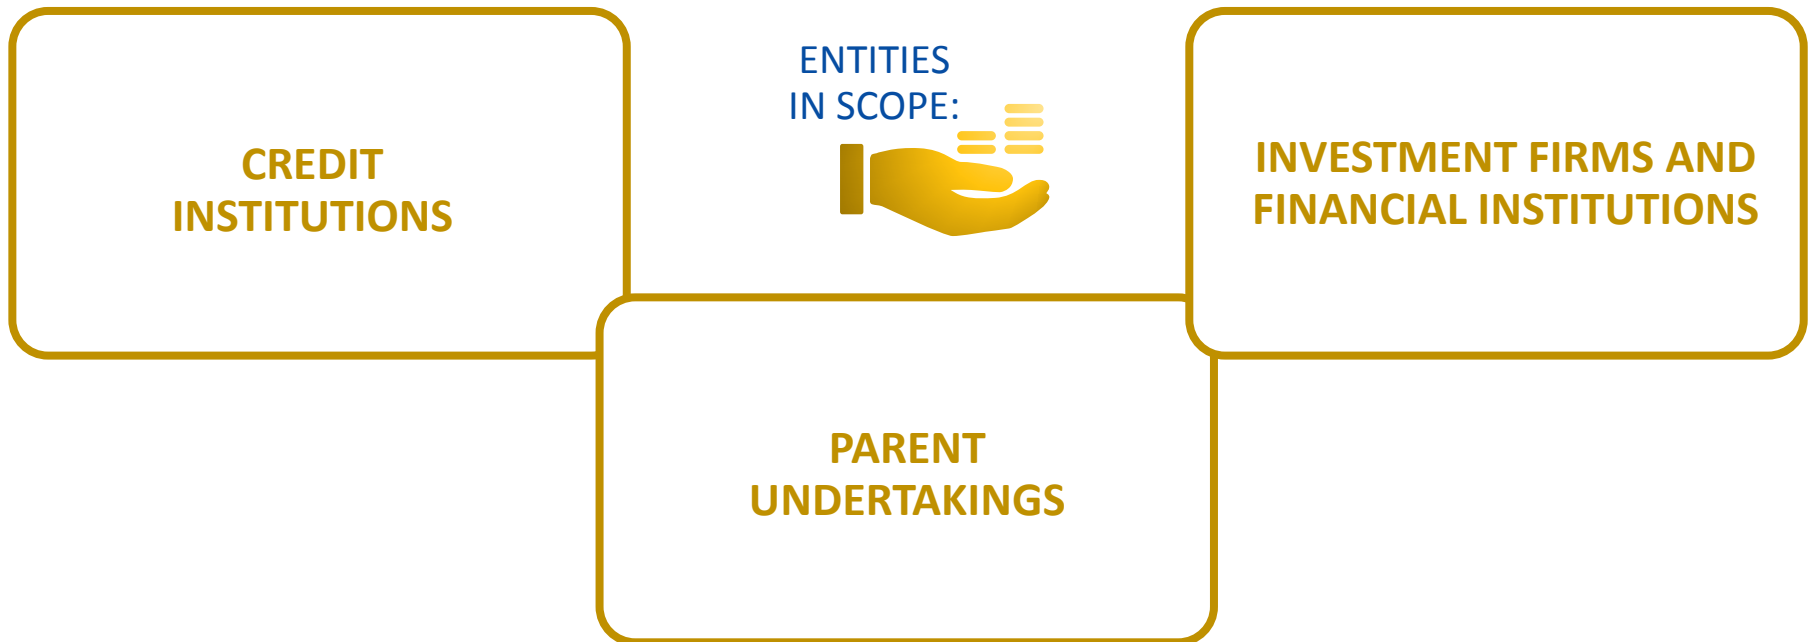 ENTITIES
IN SCOPE:
CREDIT
INSTITUTIONS
INVESTMENT FIRMS AND
FINANCIAL INSTITUTIONS
PARENT
UNDERTAKINGS